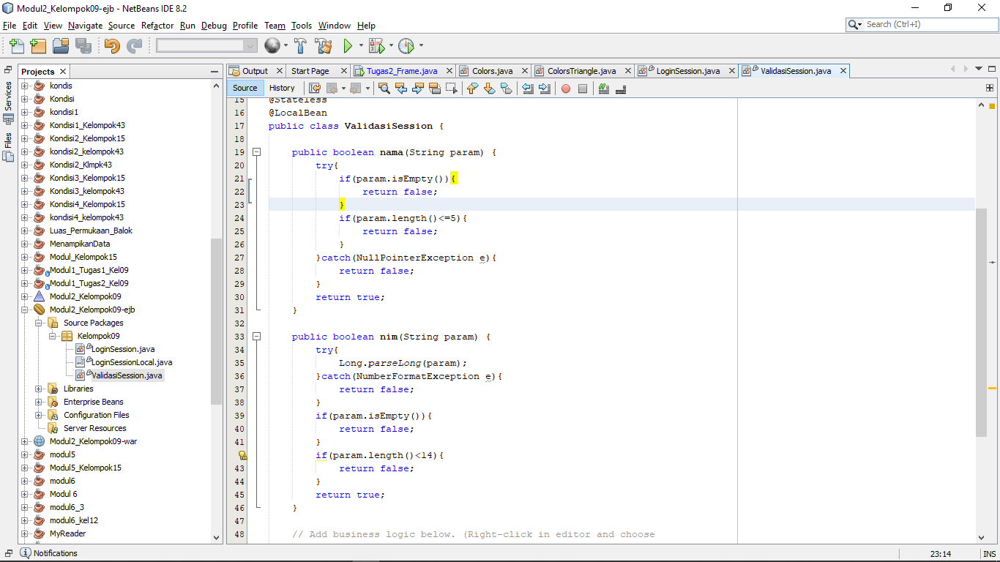 Modul2_Kelompok09-ejb - NetBeans IDE 8.2
File Edit View Navigate Source Refactor Run Debug Profile Team Tools Window Help
Search (Ctrl+I)
Services
Files
Projects
kondis
Kondisi
kondisi1
Kondisi1_Kelompok43
Kondisi2_Kelompok15
kondisi2_kelompok43
Kondisi2_Klmpk43
Kondisi3_Kelompok15
Kondisi3_kelompok43
Kondisi4_Kelompok15
kondisi4_kelompok43
Luas_Permukaan_Balok
MenampikanData
Modul_Kelompok15
Modul1_Tugas1_Kel09
Modul1_Tugas2_Kel09
Modul2_Kelompok09
Modul2_Kelompok09-ejb
Source Packages
Kelompok09
LoginSession.java
LoginSessionLocal.java
ValidasiSession.java
Libraries
Enterprise Beans
Configuration Files
Server Resources
Modul2_Kelompok09-war
modul5
Modul5_Kelompok15
modul6
Modul 6
modul6_3
modul6_kel12
MyReader
Output Start Page Tugas2_Frame.java Colors.java ColorsTriangle.java LoginSession.java ValidasiSession.java
Source History
15 @Stateless
16 @LocalBean
17 public class ValidasiSession {
18
19 public boolean nama(String param) {
20 try{
21 if(param.isEmpty()){
22 return false;
23 }
24 if(param.length()<=5){
25 return false;
26 }
27 }catch(NullPointerException e){
28 return false;
29 }
30 return true;
31 }
32
33 public boolean nim(String param) {
34 try{
35 Long.parseLong(param);
36 }catch(NumberFormatException e){
37 return false;
38 }
39 if(param.isEmpty()){
40 return false;
41 }
if(param.length()<14){
43 return false;
44 }
45 return true;
46 }
47
48 // Add business logic below. (Right-click in editor and choose
Notifications
23:14 INS